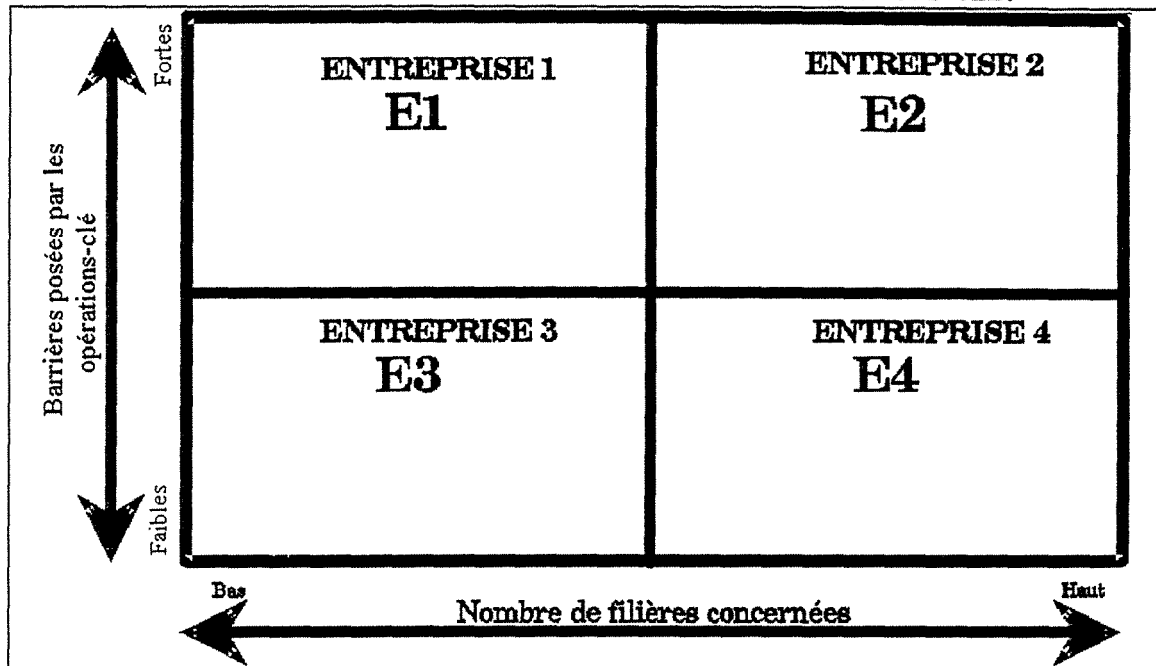 Fortes
ENTREPRISE 1
E1
ENTREPRISE 2
E2
Barrières posées par les
opérations-clé
ENTREPRISE 3
E3
ENTREPRISE 4
E4
Faibles
Bas
Haut
Nombre de filières concernées